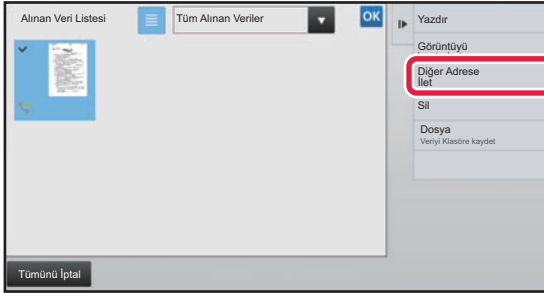 Alınan Veri Listesi
Tüm Alınan Veriler
OK
Yazdır
Görüntüyü
Diğer Adrese
İlet
Sil
Dosya
Veriyi Klasöre kaydet
Tümünü İptal